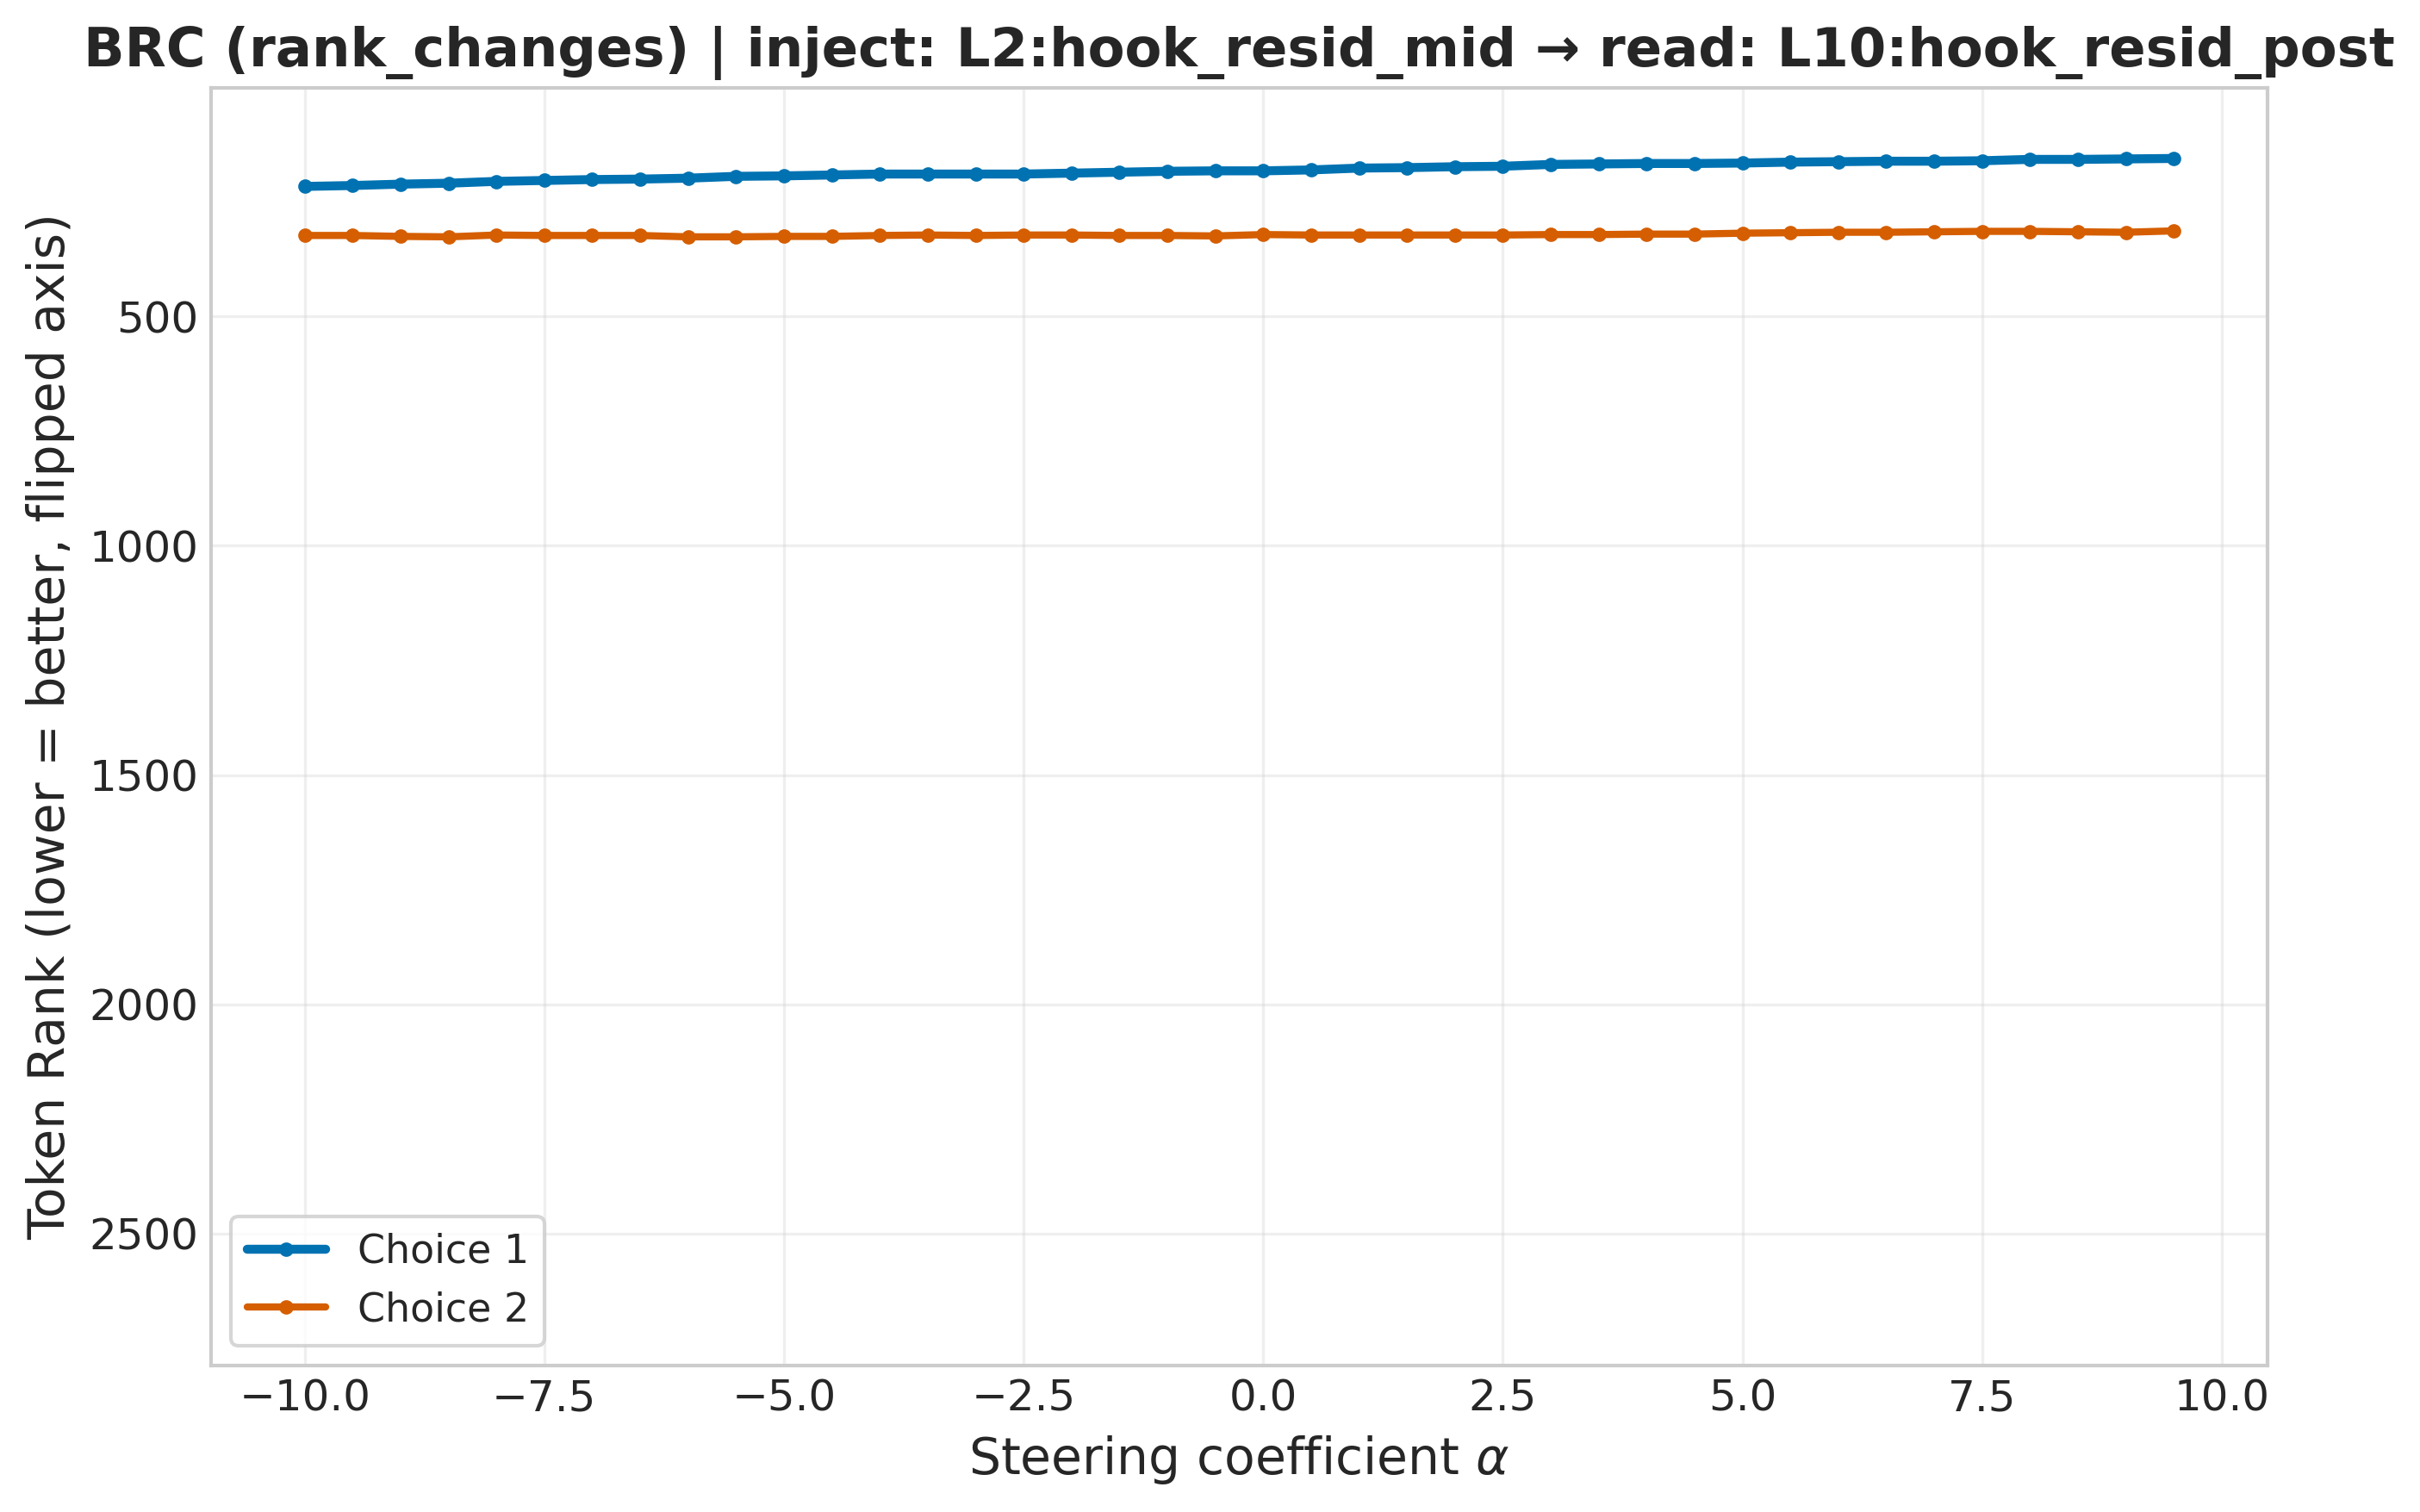 BRC (rank_changes) | inject: L2:hook_resid_mid → read: L10:hook_resid_post
Token Rank (lower = better, flipped axis)
500
1000
1500
2000
2500
Choice 1
Choice 2
−10.0 −7.5 −5.0 −2.5 0.0 2.5 5.0 7.5 10.0
Steering coefficient α